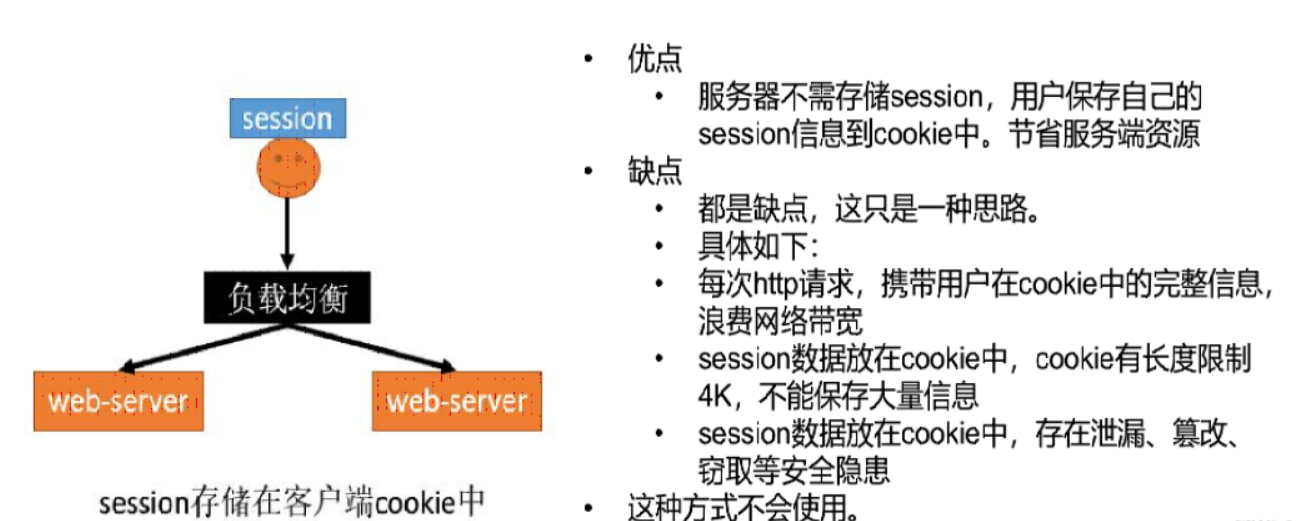 session
负载均衡
web-server
web-server
session存储在客户端cookie中
• 优点
• 服务器不需存储session，用户保存自己的
session信息到cookie中。节省服务端资源
• 缺点
• 都是缺点，这只是一种思路。
• 具体如下：
• 每次http请求，携带用户在cookie中的完整信息，
浪费网络带宽
• session数据放在cookie中，cookie有长度限制
4K，不能保存大量信息
• session数据放在cookie中，存在泄漏、篡改、
窃取等安全隐患
• 这种方式不会使用。